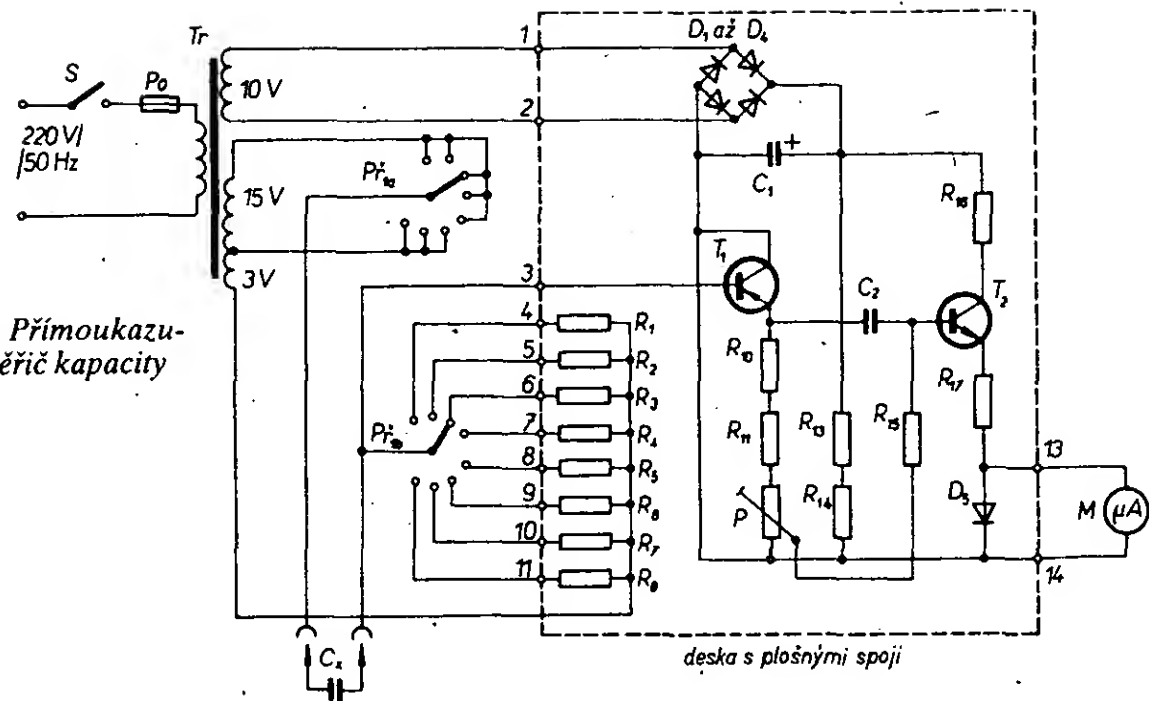 Tr
S
Po
220 V/
/50 Hz
10 V
15 V
3 V
Př1a
Přímoukazu-
ěřič kapacity
Př1b
Cx
1
2
3
4
5
6
7
8
9
10
11
R1
R2
R3
R4
R5
R6
R7
R8
D1 až D4
C1
+
T1
C2
R10
R11
P
R13
R14
R15
R16
T2
R17
D5
13
14
M
µA
deska s plošnými spoji